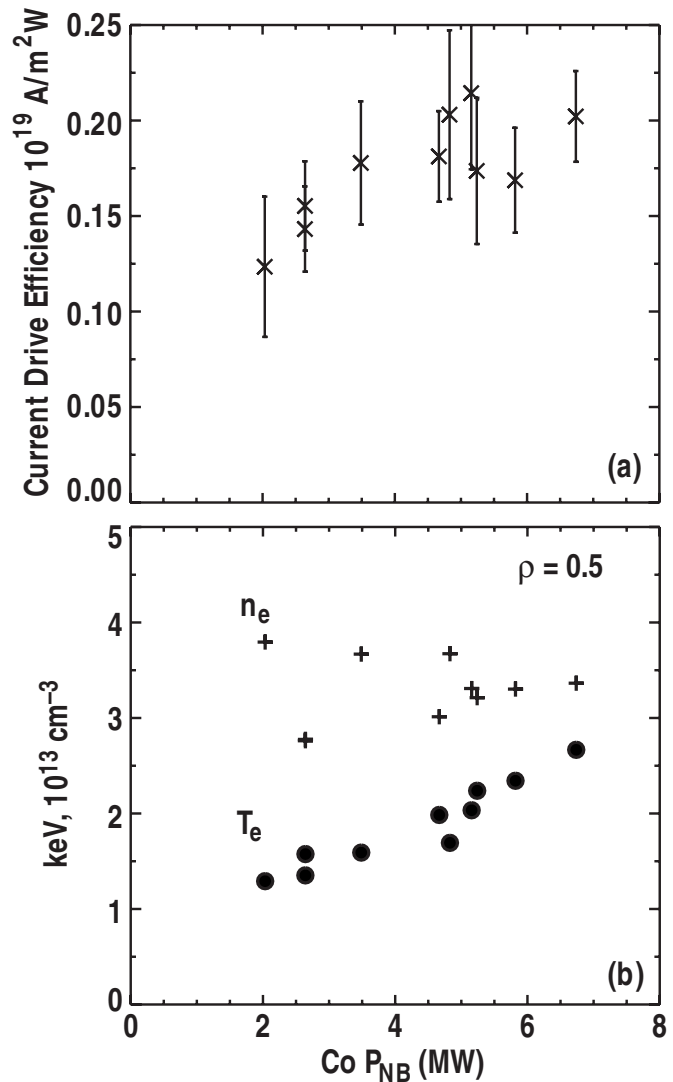 Current Drive Efficiency 10¹⁹ A/m²W
0.25
0.20
0.15
0.10
0.05
0.00
(a)
keV, 10¹³ cm⁻³
5
4
3
2
1
0
ρ = 0.5
nₑ
Tₑ
(b)
0 2 4 6 8
Co P_NB (MW)